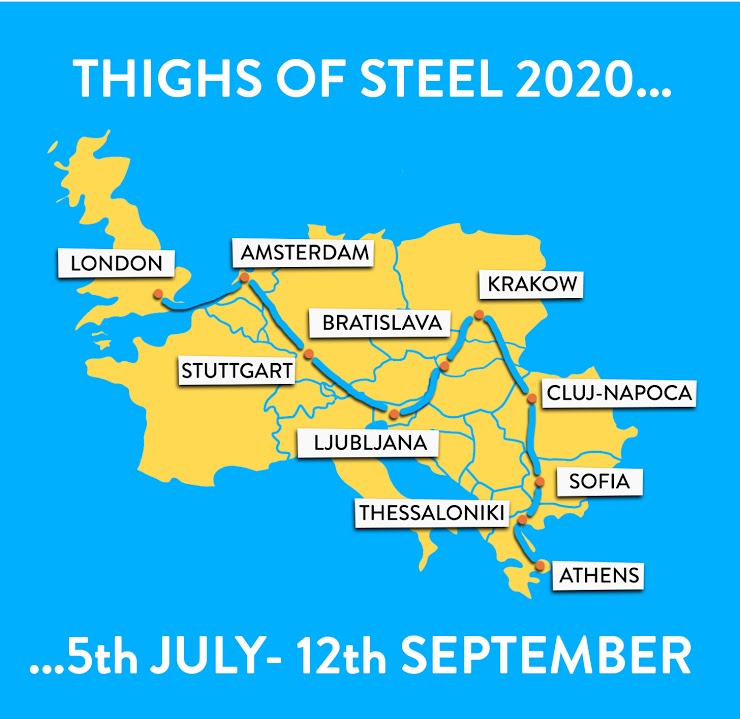 THIGHS OF STEEL 2020...
AMSTERDAM
LONDON
KRAKOW
BRATISLAVA
STUTTGART
CLUJ-NAPOCA
LJUBLJANA
SOFIA
THESSALONIKI
ATHENS
...5th JULY- 12th SEPTEMBER